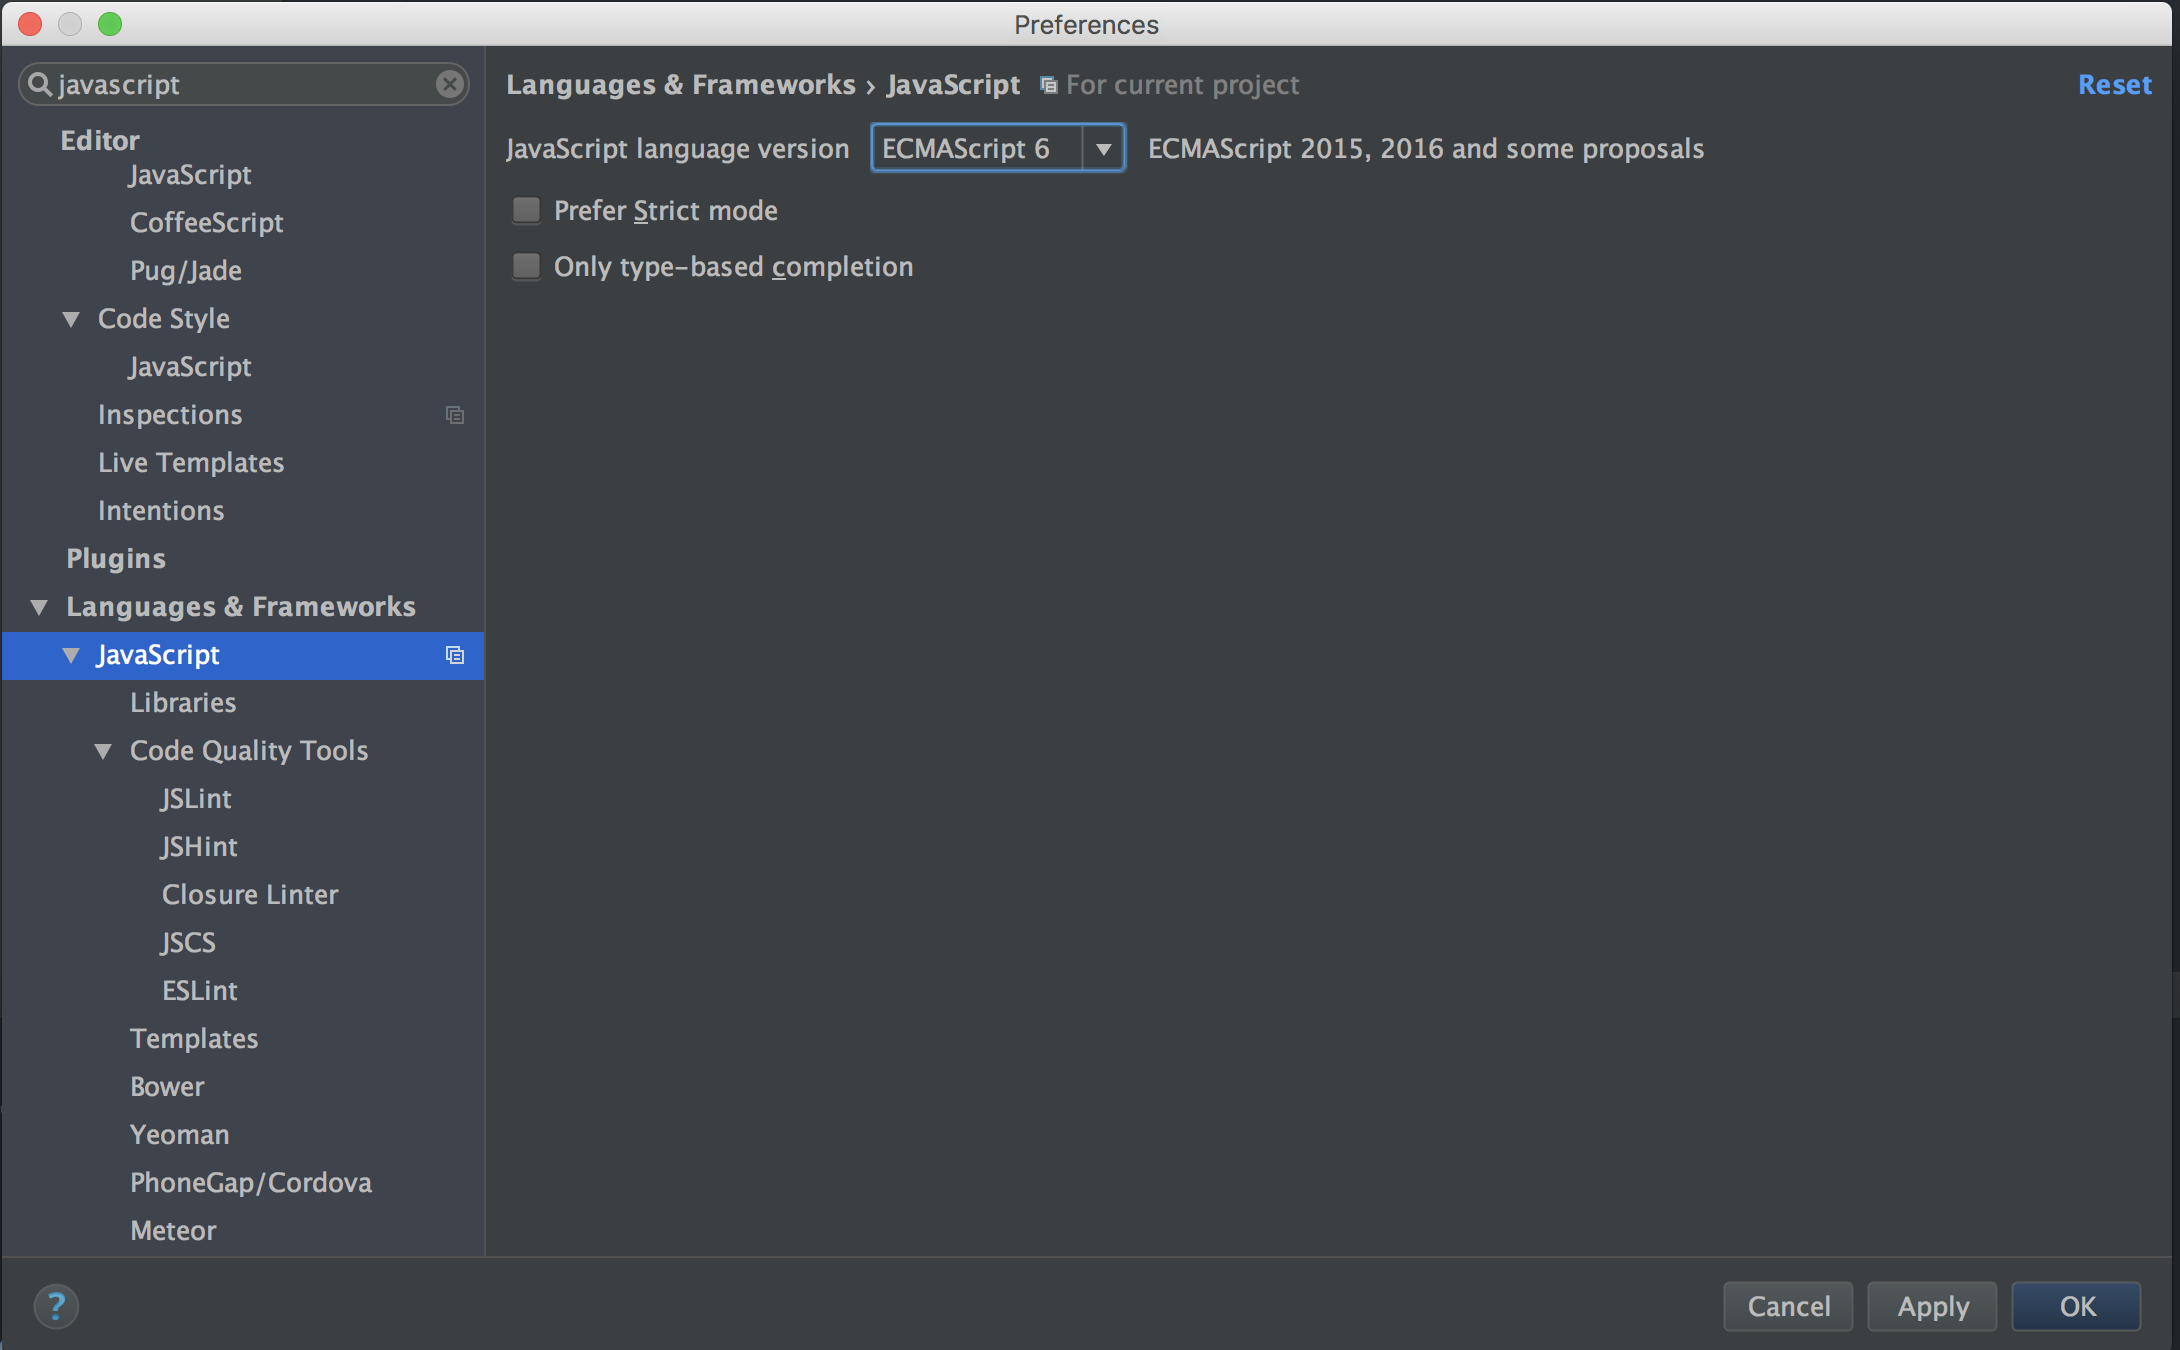 Preferences
javascript
Editor
JavaScript
CoffeeScript
Pug/Jade
Code Style
JavaScript
Inspections
Live Templates
Intentions
Plugins
Languages & Frameworks
JavaScript
Libraries
Code Quality Tools
JSLint
JSHint
Closure Linter
JSCS
ESLint
Templates
Bower
Yeoman
PhoneGap/Cordova
Meteor
Languages & Frameworks › JavaScript For current project Reset
JavaScript language version ECMAScript 6 ECMAScript 2015, 2016 and some proposals
Prefer Strict mode
Only type-based completion
? Cancel Apply OK